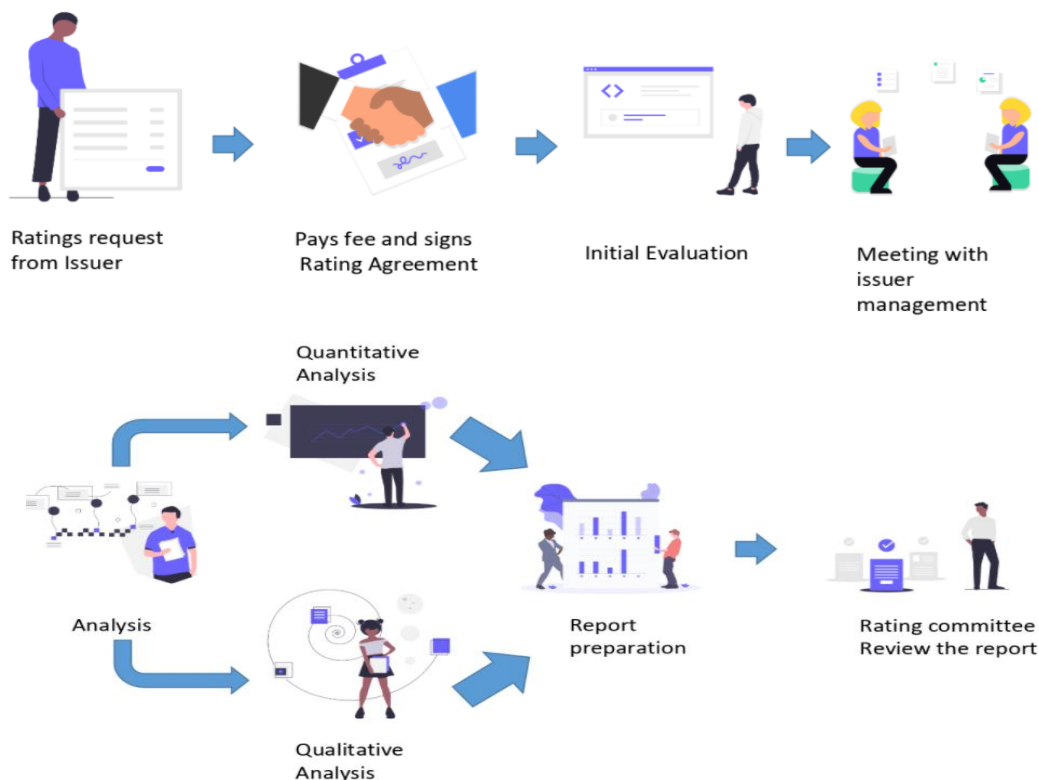 Ratings request
from Issuer
Pays fee and signs
Rating Agreement
Initial Evaluation
Meeting with
issuer
management
Quantitative
Analysis
Analysis
Report
preparation
Rating committee
Review the report
Qualitative
Analysis